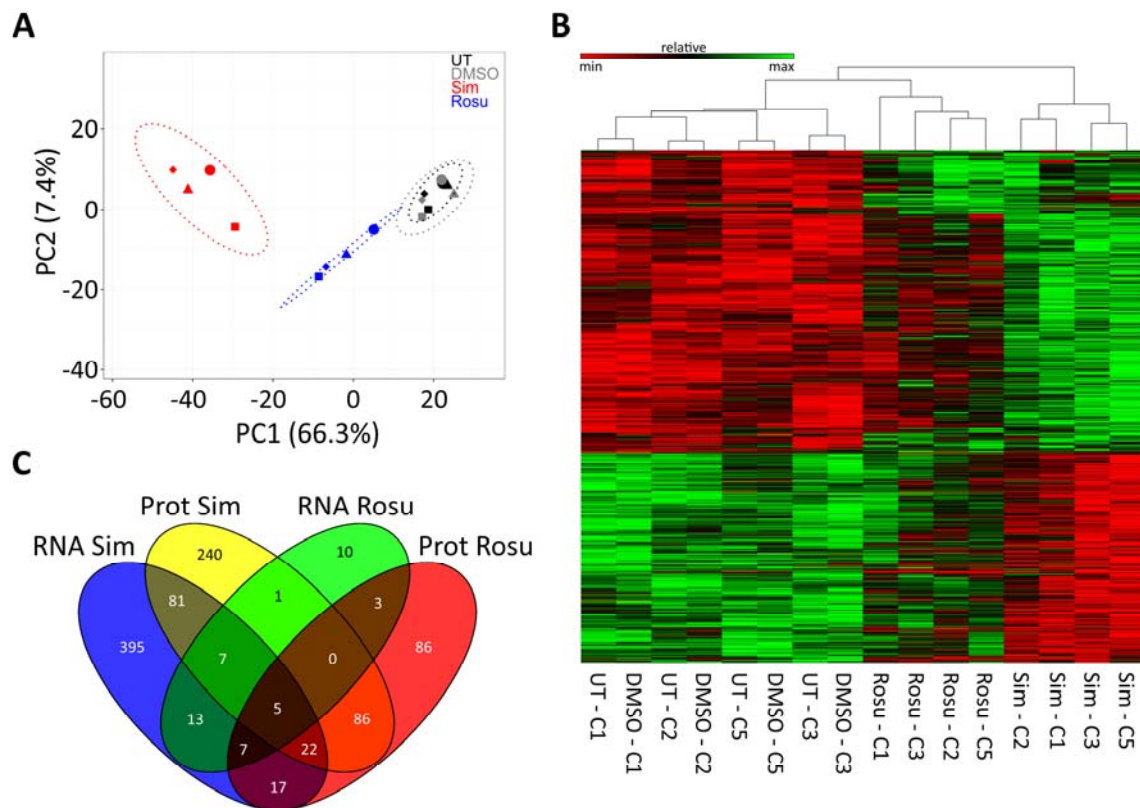 A
UT
DMSO
Sim
Rosu
20
0
-20
-40
PC2 (7.4%)
-60
-40
-20
0
20
PC1 (66.3%)
B
relative
min
max
UT - C1
DMSO - C1
UT - C2
DMSO - C2
UT - C5
DMSO - C5
UT - C3
DMSO - C3
Rosu - C1
Rosu - C3
Rosu - C2
Rosu - C5
Sim - C2
Sim - C1
Sim - C3
Sim - C5
C
Prot Sim
RNA Rosu
RNA Sim
Prot Rosu
240
10
81
1
3
395
7
0
86
13
5
86
7
22
17